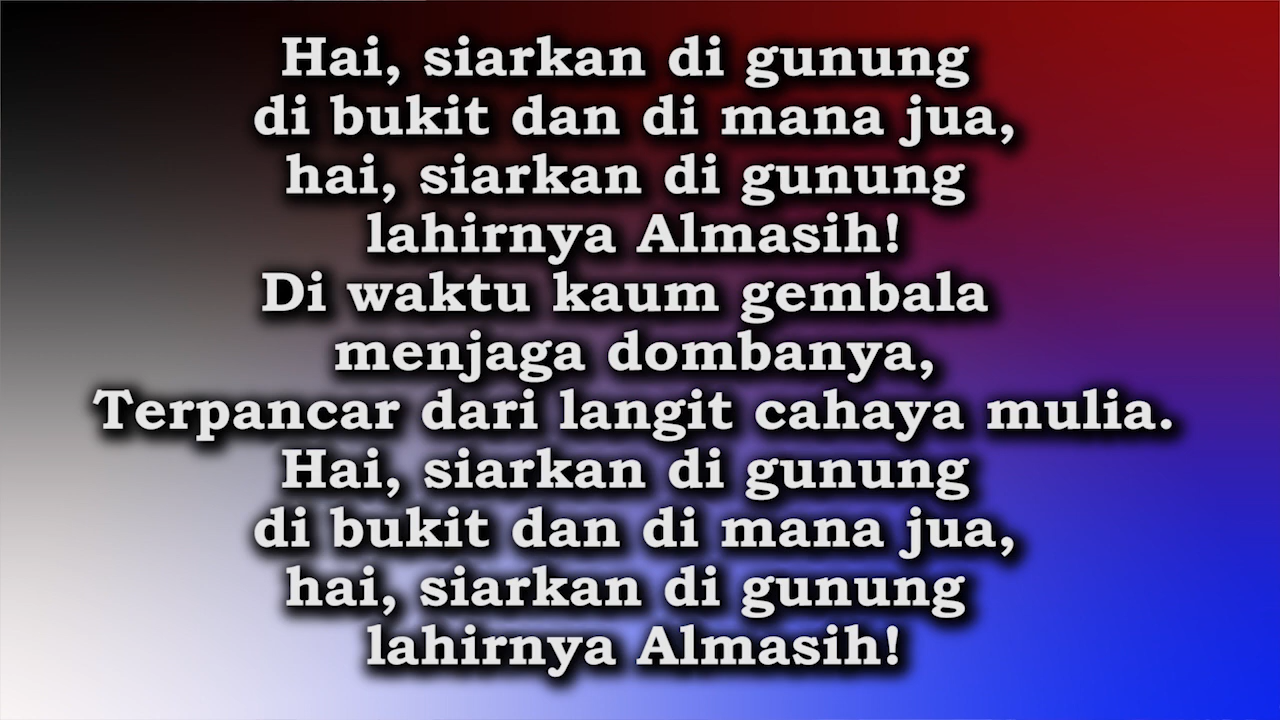 Hai, siarkan di gunung
di bukit dan di mana jua,
hai, siarkan di gunung
lahirnya Almasih!
Di waktu kaum gembala
menjaga dombanya,
Terpancar dari langit cahaya mulia.
Hai, siarkan di gunung
di bukit dan di mana jua,
hai, siarkan di gunung
lahirnya Almasih!